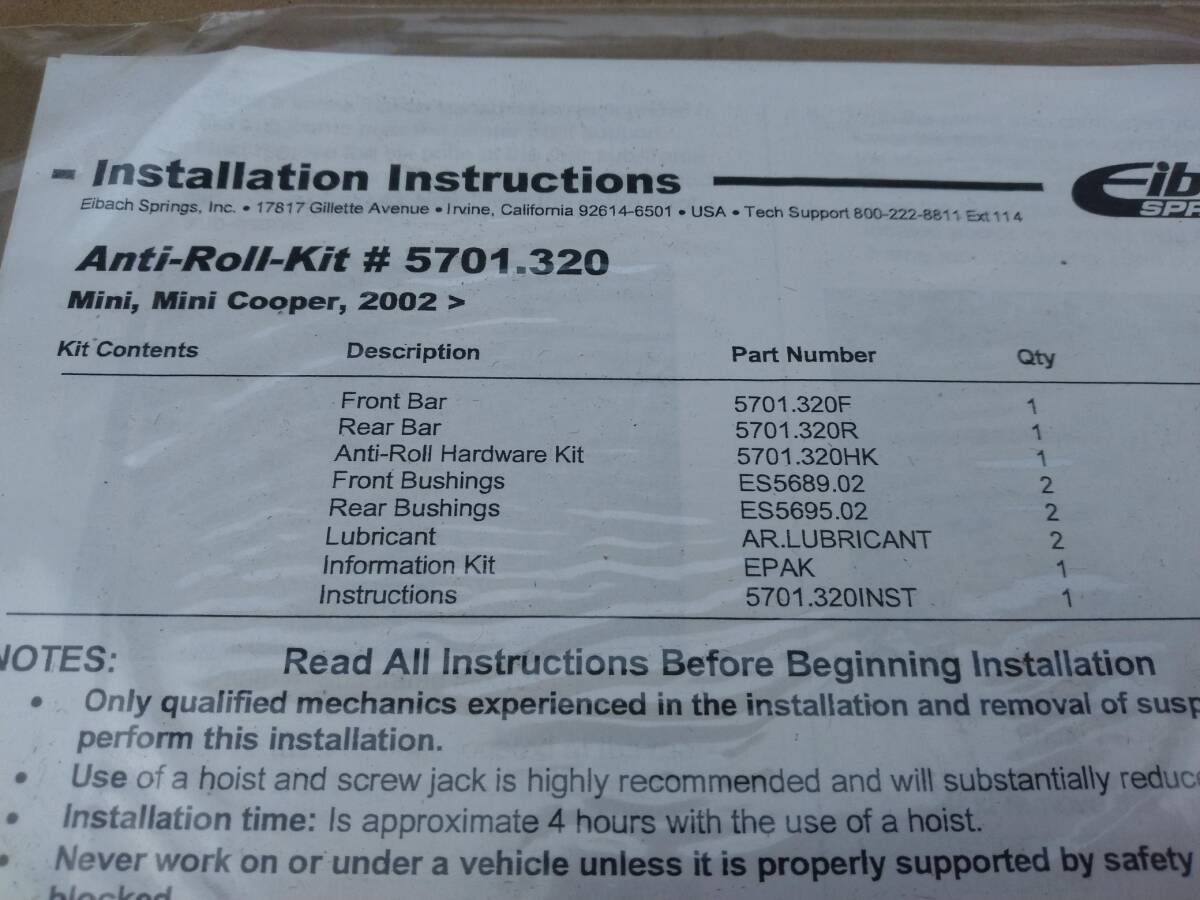 - Installation Instructions
Eibach Springs, Inc. • 17817 Gillette Avenue • Irvine, California 92614-6501 • USA • Tech Support 800-222-8811 Ext 114
Anti-Roll-Kit # 5701.320
Mini, Mini Cooper, 2002 >
Kit Contents Description Part Number Qty
Front Bar 5701.320F 1
Rear Bar 5701.320R 1
Anti-Roll Hardware Kit 5701.320HK 1
Front Bushings ES5689.02 2
Rear Bushings ES5695.02 2
Lubricant AR.LUBRICANT 2
Information Kit EPAK 1
Instructions 5701.320INST 1
NOTES: Read All Instructions Before Beginning Installation
• Only qualified mechanics experienced in the installation and removal of susp
perform this installation.
• Use of a hoist and screw jack is highly recommended and will substantially reduce
• Installation time: Is approximate 4 hours with the use of a hoist.
• Never work on or under a vehicle unless it is properly supported by safety
blocked